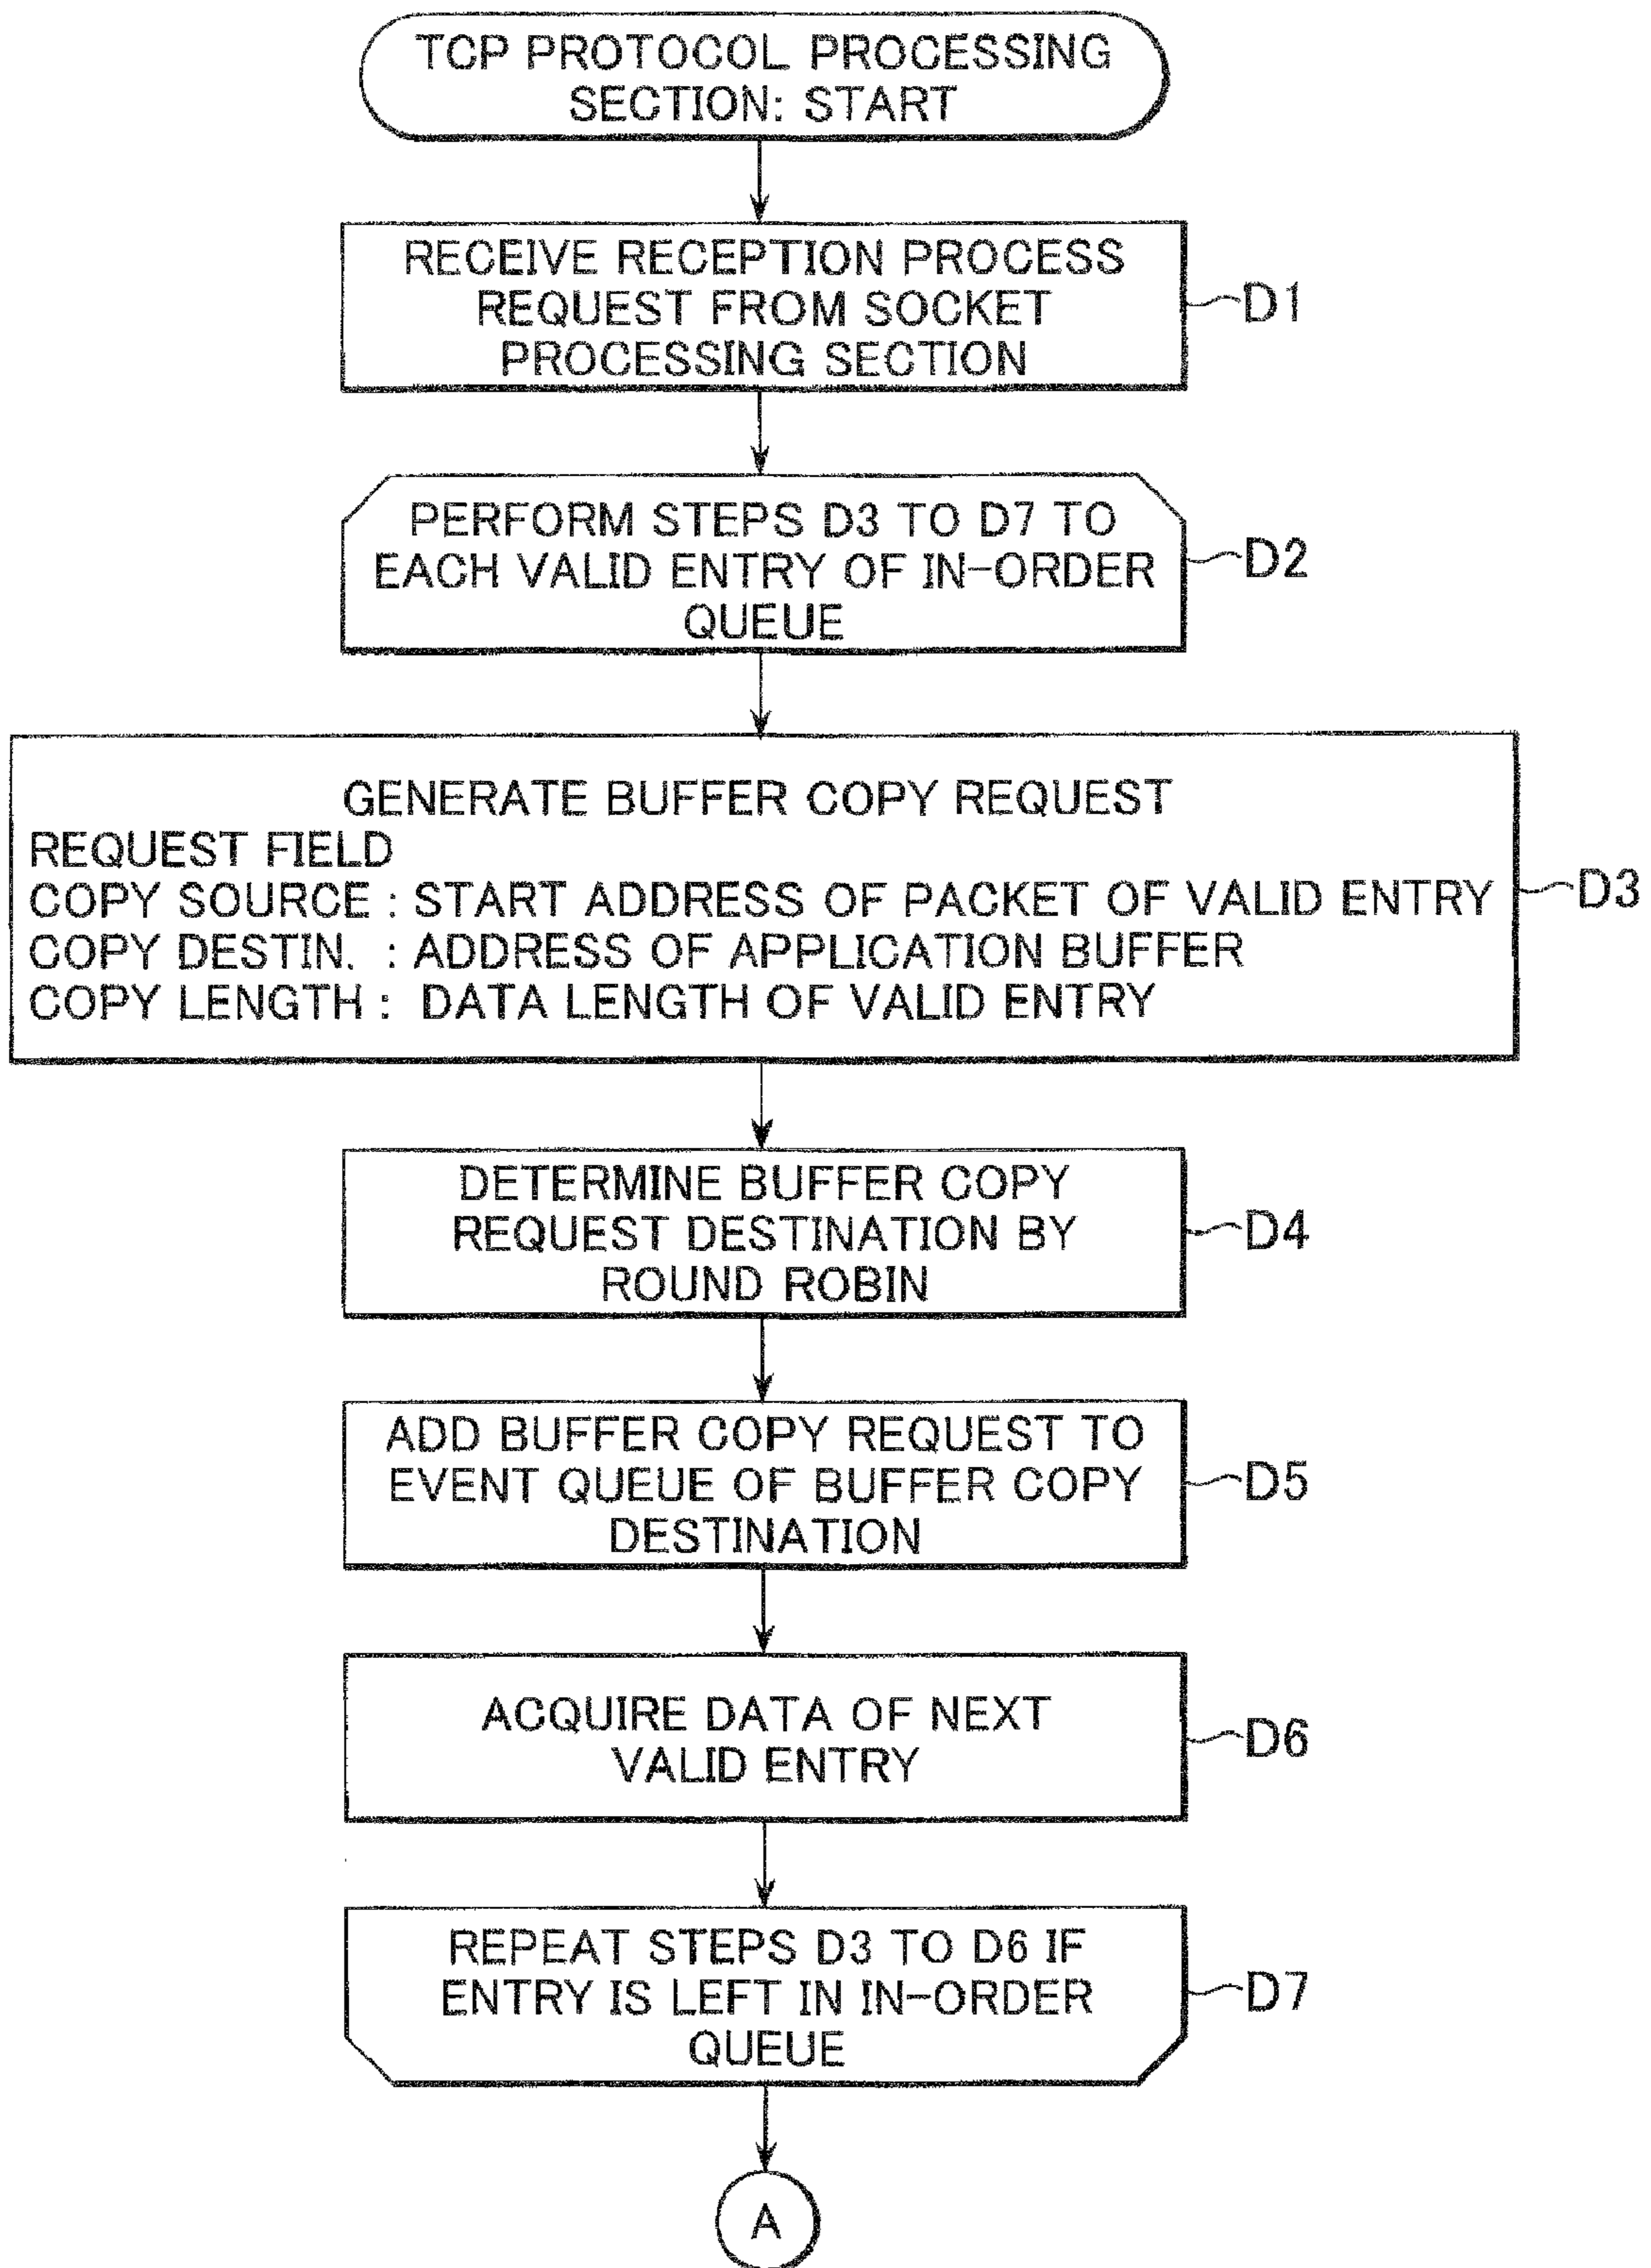 TCP PROTOCOL PROCESSING
SECTION: START
RECEIVE RECEPTION PROCESS
REQUEST FROM SOCKET
PROCESSING SECTION
D1
PERFORM STEPS D3 TO D7 TO
EACH VALID ENTRY OF IN-ORDER
QUEUE
D2
GENERATE BUFFER COPY REQUEST
REQUEST FIELD
COPY SOURCE : START ADDRESS OF PACKET OF VALID ENTRY
COPY DESTIN. : ADDRESS OF APPLICATION BUFFER
COPY LENGTH : DATA LENGTH OF VALID ENTRY
D3
DETERMINE BUFFER COPY
REQUEST DESTINATION BY
ROUND ROBIN
D4
ADD BUFFER COPY REQUEST TO
EVENT QUEUE OF BUFFER COPY
DESTINATION
D5
ACQUIRE DATA OF NEXT
VALID ENTRY
D6
REPEAT STEPS D3 TO D6 IF
ENTRY IS LEFT IN IN-ORDER
QUEUE
D7
A